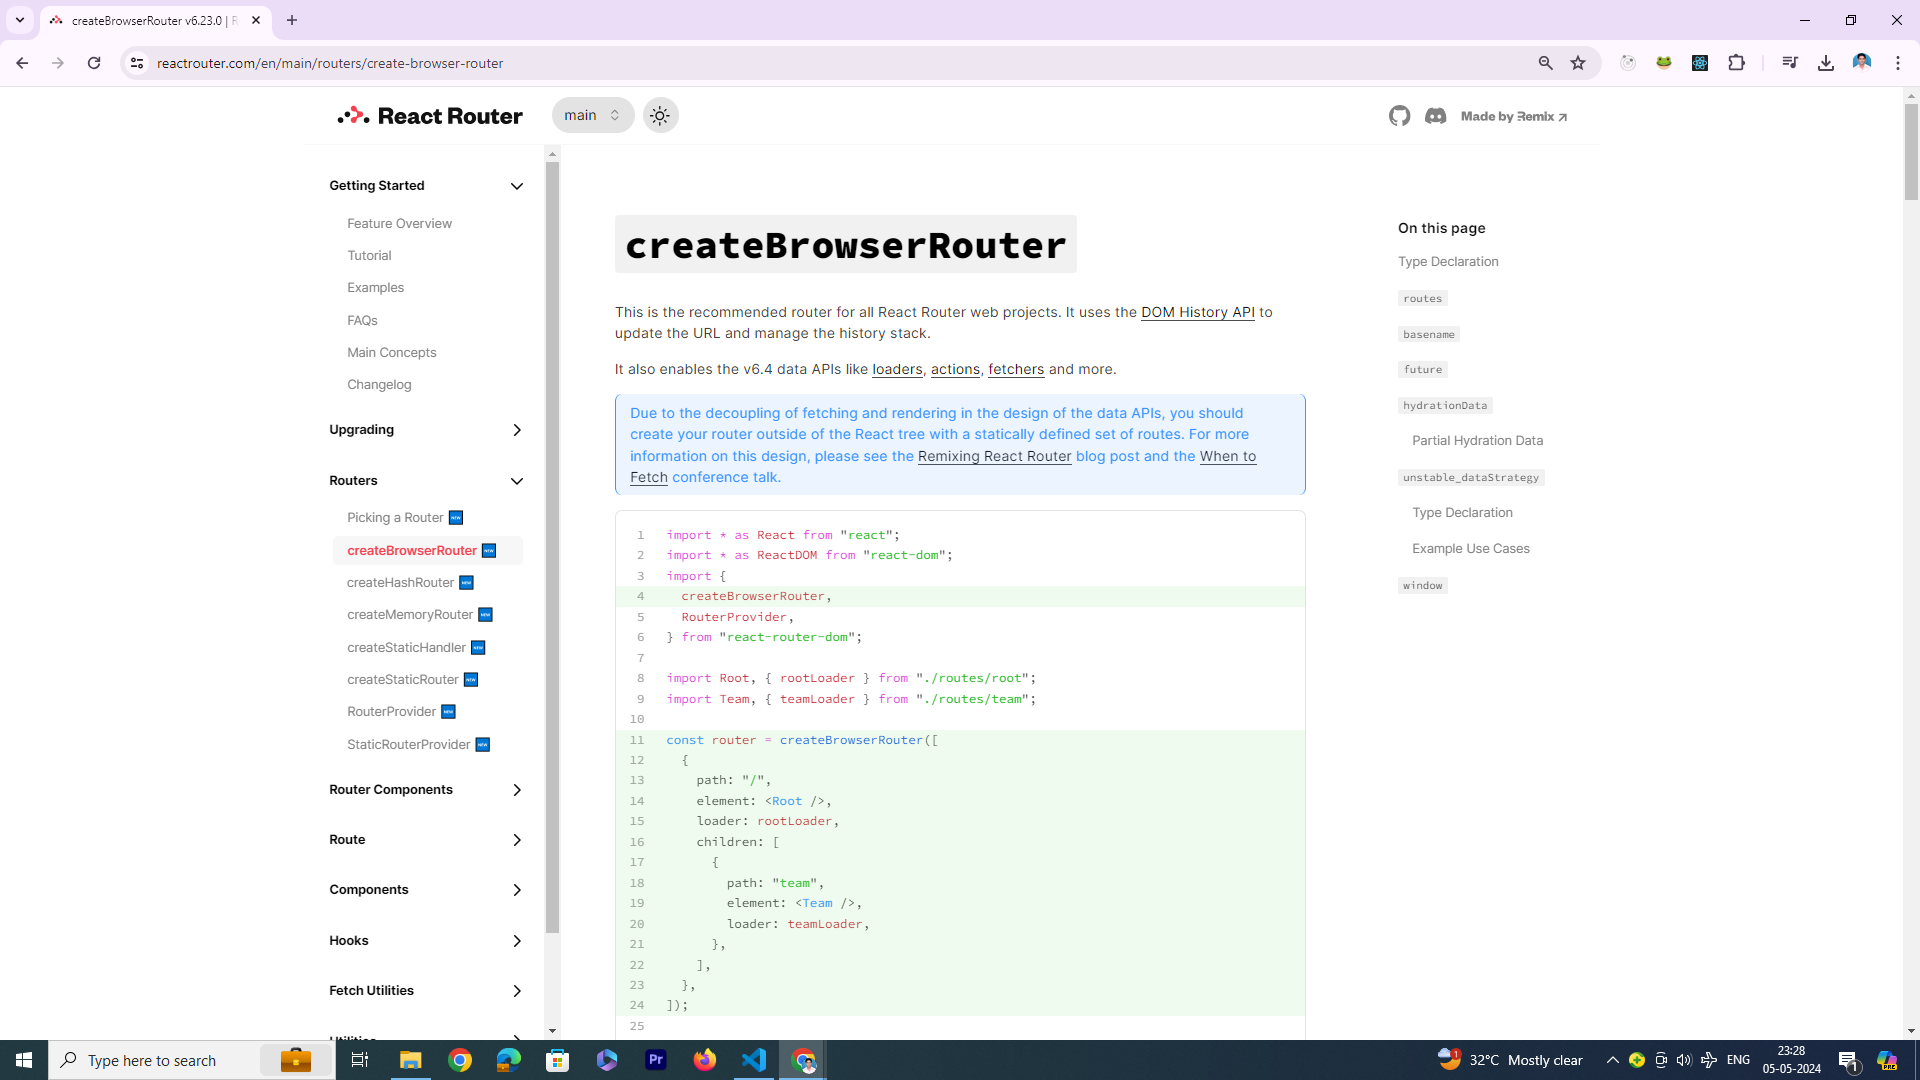 createBrowserRouter v6.23.0 | R
reactrouter.com/en/main/routers/create-browser-router
React Router
main
Made by Remix ↗
Getting Started
Feature Overview
Tutorial
Examples
FAQs
Main Concepts
Changelog
Upgrading
Routers
Picking a Router NEW
createBrowserRouter NEW
createHashRouter NEW
createMemoryRouter NEW
createStaticHandler NEW
createStaticRouter NEW
RouterProvider NEW
StaticRouterProvider NEW
Router Components
Route
Components
Hooks
Fetch Utilities
Utilities
createBrowserRouter
This is the recommended router for all React Router web projects. It uses the DOM History API to
update the URL and manage the history stack.
It also enables the v6.4 data APIs like loaders, actions, fetchers and more.
Due to the decoupling of fetching and rendering in the design of the data APIs, you should
create your router outside of the React tree with a statically defined set of routes. For more
information on this design, please see the Remixing React Router blog post and the When to
Fetch conference talk.
1 import * as React from "react";
2 import * as ReactDOM from "react-dom";
3 import {
4 createBrowserRouter,
5 RouterProvider,
6 } from "react-router-dom";
7
8 import Root, { rootLoader } from "./routes/root";
9 import Team, { teamLoader } from "./routes/team";
10
11 const router = createBrowserRouter([
12 {
13 path: "/",
14 element: <Root />,
15 loader: rootLoader,
16 children: [
17 {
18 path: "team",
19 element: <Team />,
20 loader: teamLoader,
21 },
22 ],
23 },
24 ]);
25
On this page
Type Declaration
routes
basename
future
hydrationData
Partial Hydration Data
unstable_dataStrategy
Type Declaration
Example Use Cases
window
Type here to search
Pr
1
32°C Mostly clear
ENG
23:28
05-05-2024
1
PRE